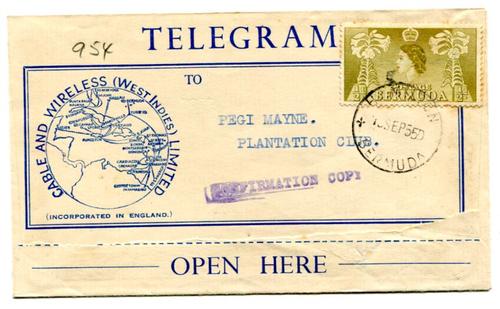 954
TELEGRAM
TO
CABLE AND WIRELESS (WEST INDIES) LIMITED
(INCORPORATED IN ENGLAND.)
PEGI MAYNE.
PLANTATION CLUB.
CONFIRMATION COPY
BERMUDA
SEP
BERMUDA
OPEN HERE